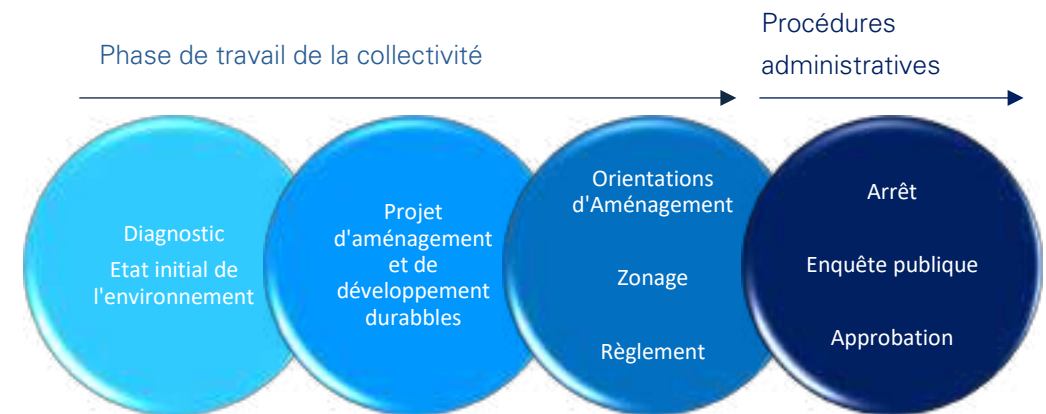 Phase de travail de la collectivité
Procédures
administratives
Diagnostic
Etat initial de
l'environnement
Projet
d'aménagement
et de
développement
durabbles
Orientations
d'Aménagement
Zonage
Règlement
Arrêt
Enquête publique
Approbation